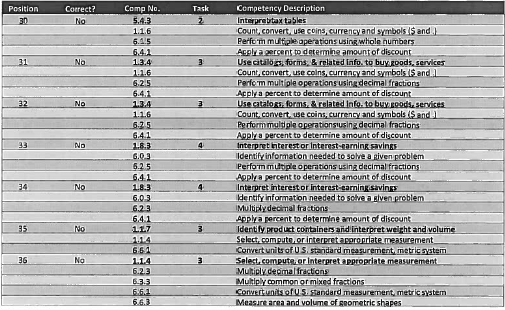 Position Correct? Comp No. Task Competency Description
30 No 5.4.3 2 Interpret tax tables
1.1.6 Count, convert, use coins, currency and symbols ($ and .)
6.1.5 Perform multiple operations using whole numbers
6.4.1 Apply a percent to determine amount of discount
31 No 1.3.4 3 Use catalogs, forms, & related info. to buy goods, services
1.1.6 Count, convert, use coins, currency and symbols ($ and .)
6.2.5 Perform multiple operations using decimal fractions
6.4.1 Apply a percent to determine amount of discount
32 No 1.3.4 3 Use catalogs, forms, & related info. to buy goods, services
1.1.6 Count, convert, use coins, currency and symbols ($ and .)
6.2.5 Perform multiple operations using decimal fractions
6.4.1 Apply a percent to determine amount of discount
33 No 1.8.3 4 Interpret interest or interest-earning savings
6.0.3 Identify information needed to solve a given problem
6.2.5 Perform multiple operations using decimal fractions
6.4.1 Apply a percent to determine amount of discount
34 No 1.8.3 4 Interpret interest or interest-earning savings
6.0.3 Identify information needed to solve a given problem
6.2.3 Multiply decimal fractions
6.4.1 Apply a percent to determine amount of discount
35 No 1.1.7 3 Identify product containers and interpret weight and volume
1.1.4 Select, compute, or interpret appropriate measurement
6.6.1 Convert units of U.S. standard measurement, metric system
36 No 1.1.4 3 Select, compute, or interpret appropriate measurement
6.2.3 Multiply decimal fractions
6.3.3 Multiply common or mixed fractions
6.6.1 Convert units of U.S. standard measurement, metric system
6.6.3 Measure area and volume of geometric shapes